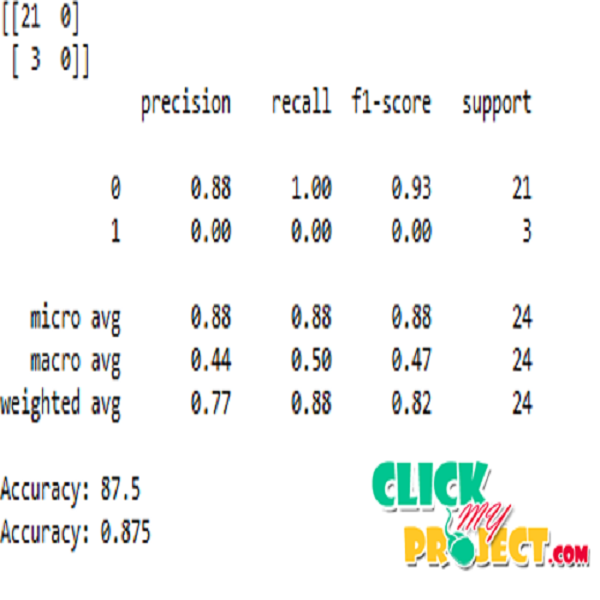 [[21 0]
[ 3 0]]
precision recall f1-score support
0 0.88 1.00 0.93 21
1 0.00 0.00 0.00 3
micro avg 0.88 0.88 0.88 24
macro avg 0.44 0.50 0.47 24
weighted avg 0.77 0.88 0.82 24
Accuracy: 87.5
Accuracy: 0.875
CLICK
my
PROJECT.COM